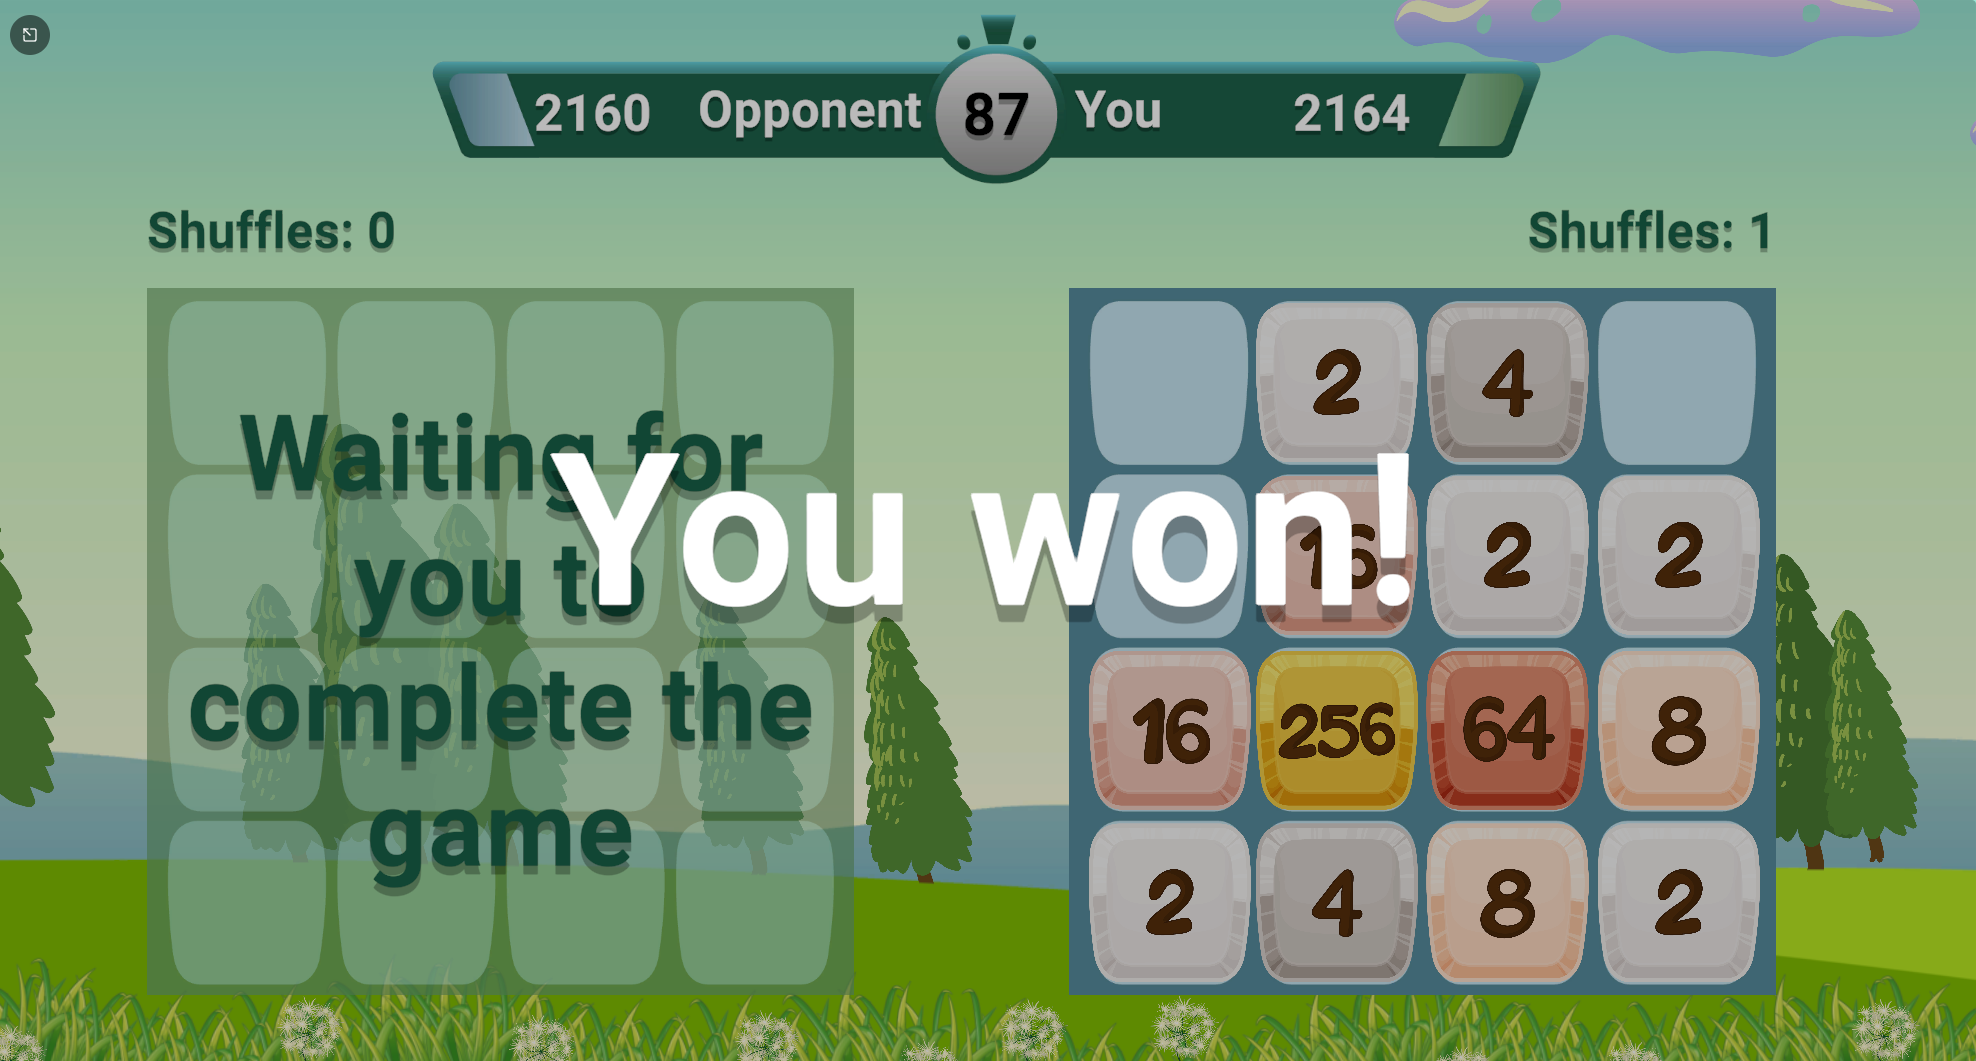 2160 Opponent 87 You 2164
Shuffles: 0
Shuffles: 1
Waiting for
you to
complete the
game
You won!
2 4
16 2 2
16 256 64 8
2 4 8 2